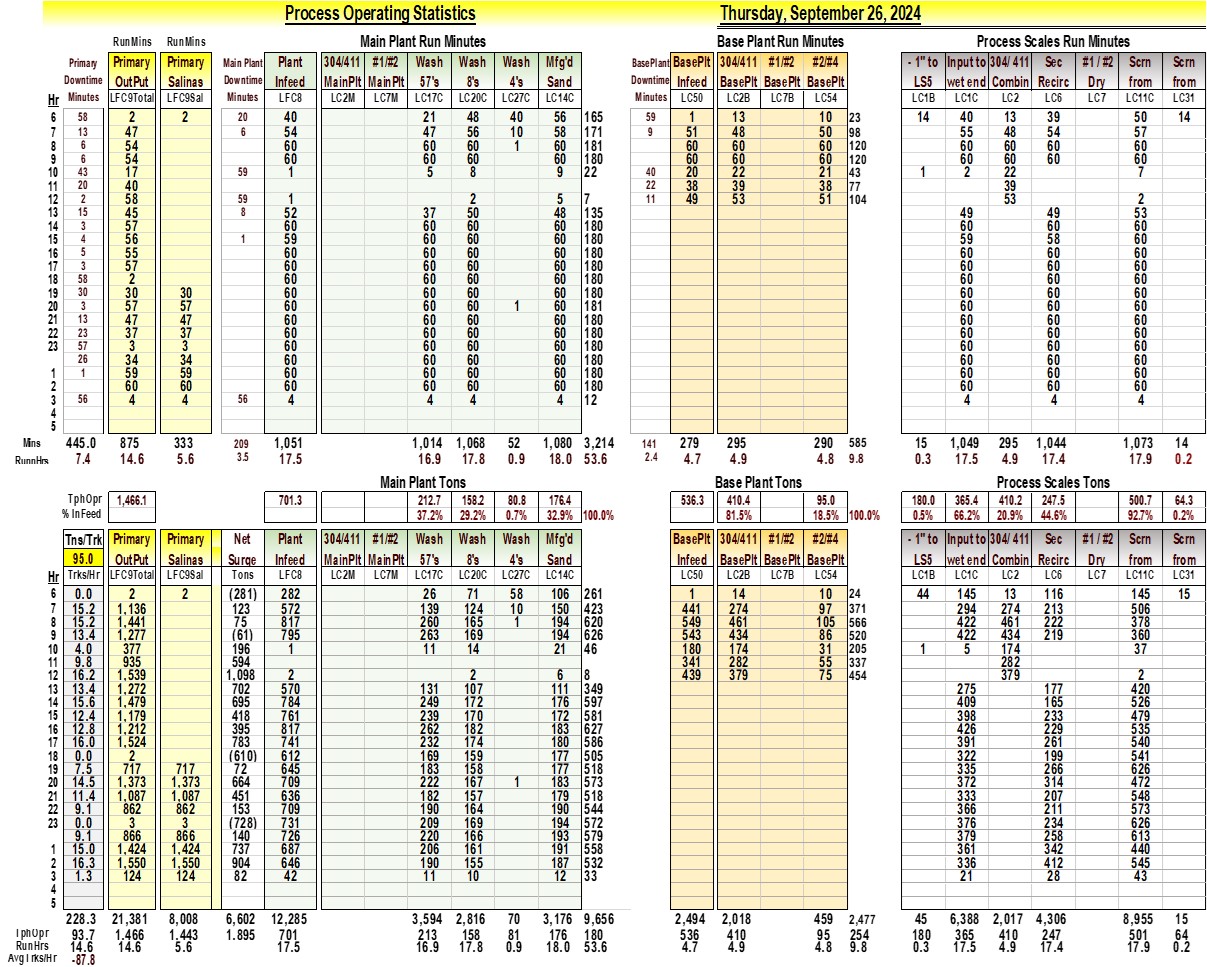 Process Operating Statistics Thursday, September 26, 2024
RunMins RunMins Main Plant Run Minutes Base Plant Run Minutes Process Scales Run Minutes
Primary Primary Primary Main Plant Plant 304/411 #1/#2 Wash Wash Wash Mfg'd BasePlant BasePlt 304/411 #1/#2 #2/#4 - 1" to Input to 304/ 411 Sec #1 / #2 Scrn Scrn
Downtime OutPut Salinas Downtime Infeed MainPlt MainPlt 57's 8's 4's Sand Downtime Infeed BasePlt BasePlt BasePlt LS5 wet end Combin Recirc Dry from from
Hr Minutes LFC9Total LFC9Sal Minutes LFC8 LC2M LC7M LC17C LC20C LC27C LC14C Minutes LC50 LC2B LC7B LC54 LC1B LC1C LC2 LC6 LC7 LC11C LC31
6 58 2 2 20 40 21 48 40 56 165 59 1 13 10 23 14 40 13 39 50 14
7 13 47 6 54 47 56 10 58 171 9 51 48 50 98 55 48 54 57
8 6 54 60 60 60 1 60 181 60 60 60 120 60 60 60 60
9 6 54 60 60 60 60 180 60 60 60 120 60 60 60 60
10 43 17 59 1 5 8 9 22 40 20 22 21 43 1 2 22 7
11 20 40 22 38 39 38 77 39
12 2 58 59 1 2 5 7 11 49 53 51 104 53 2
13 15 45 8 52 37 50 48 135 49 49 53
14 3 57 60 60 60 60 180 60 60 60
15 4 56 1 59 60 60 60 180 59 58 60
16 5 55 60 60 60 60 180 60 60 60
17 3 57 60 60 60 60 180 60 60 60
18 58 2 60 60 60 60 180 60 60 60
19 30 30 30 60 60 60 60 180 60 60 60
20 3 57 57 60 60 60 1 60 181 60 60 60
21 13 47 47 60 60 60 60 180 60 60 60
22 23 37 37 60 60 60 60 180 60 60 60
23 57 3 3 60 60 60 60 180 60 60 60
26 34 34 60 60 60 60 180 60 60 60
1 1 59 59 60 60 60 60 180 60 60 60
2 60 60 60 60 60 60 180 60 60 60
3 56 4 4 56 4 4 4 4 12 4 4 4
4
5
Mins 445.0 875 333 209 1,051 1,014 1,068 52 1,080 3,214 141 279 295 290 585 15 1,049 295 1,044 1,073 14
RunnHrs 7.4 14.6 5.6 3.5 17.5 16.9 17.8 0.9 18.0 53.6 2.4 4.7 4.9 4.8 9.8 0.3 17.5 4.9 17.4 17.9 0.2
Main Plant Tons Base Plant Tons Process Scales Tons
TphOpr 1,466.1 701.3 212.7 158.2 80.8 176.4 536.3 410.4 95.0 180.0 365.4 410.2 247.5 500.7 64.3
% InFeed 37.2% 29.2% 0.7% 32.9% 100.0% 81.5% 18.5% 100.0% 0.5% 66.2% 20.9% 44.6% 92.7% 0.2%
Tns/Trk Primary Primary Net Plant 304/411 #1/#2 Wash Wash Wash Mfg'd BasePlt 304/411 #1/#2 #2/#4 - 1" to Input to 304/ 411 Sec #1 / #2 Scrn Scrn
95.0 OutPut Salinas Surge Infeed MainPlt MainPlt 57's 8's 4's Sand Infeed BasePlt BasePlt BasePlt LS5 wet end Combin Recirc Dry from from
Hr Trks/Hr LFC9Total LFC9Sal Tons LFC8 LC2M LC7M LC17C LC20C LC27C LC14C LC50 LC2B LC7B LC54 LC1B LC1C LC2 LC6 LC7 LC11C LC31
6 0.0 2 2 (281) 282 26 71 58 106 261 1 14 10 24 44 145 13 116 145 15
7 15.2 1,136 123 572 139 124 10 150 423 441 274 97 371 294 274 213 506
8 15.2 1,441 75 817 260 165 1 194 620 549 461 105 566 422 461 222 378
9 13.4 1,277 (61) 795 263 169 194 626 543 434 86 520 422 434 219 360
10 4.0 377 196 1 11 14 21 46 180 174 31 205 1 5 174 37
11 9.8 935 594 341 282 55 337 282
12 16.2 1,539 1,098 2 2 6 8 439 379 75 454 379 2
13 13.4 1,272 702 570 131 107 111 349 275 177 420
14 15.6 1,479 695 784 249 172 176 597 409 165 526
15 12.4 1,179 418 761 239 170 172 581 398 233 479
16 12.8 1,212 395 817 262 182 183 627 426 229 535
17 16.0 1,524 783 741 232 174 180 586 391 261 540
18 0.0 2 (610) 612 169 159 177 505 322 199 541
19 7.5 717 717 72 645 183 158 177 518 335 266 626
20 14.5 1,373 1,373 664 709 222 167 1 183 573 372 314 472
21 11.4 1,087 1,087 451 636 182 157 179 518 333 207 548
22 9.1 862 862 153 709 190 164 190 544 366 211 573
23 0.0 3 3 (728) 731 209 169 194 572 376 234 626
9.1 866 866 140 726 220 166 193 579 379 258 613
1 15.0 1,424 1,424 737 687 206 161 191 558 361 342 440
2 16.3 1,550 1,550 904 646 190 155 187 532 336 412 545
3 1.3 124 124 82 42 11 10 12 33 21 28 43
4
5
228.3 21,381 8,008 6,602 12,285 3,594 2,816 70 3,176 9,656 2,494 2,018 459 2,477 45 6,388 2,017 4,306 8,955 15
TphOpr 93.7 1,466 1,443 1.895 701 213 158 81 176 180 536 410 95 254 180 365 410 247 501 64
RunHrs 14.6 14.6 5.6 17.5 16.9 17.8 0.9 18.0 53.6 4.7 4.9 4.8 9.8 0.3 17.5 4.9 17.4 17.9 0.2
Avg Trks/Hr -87.8